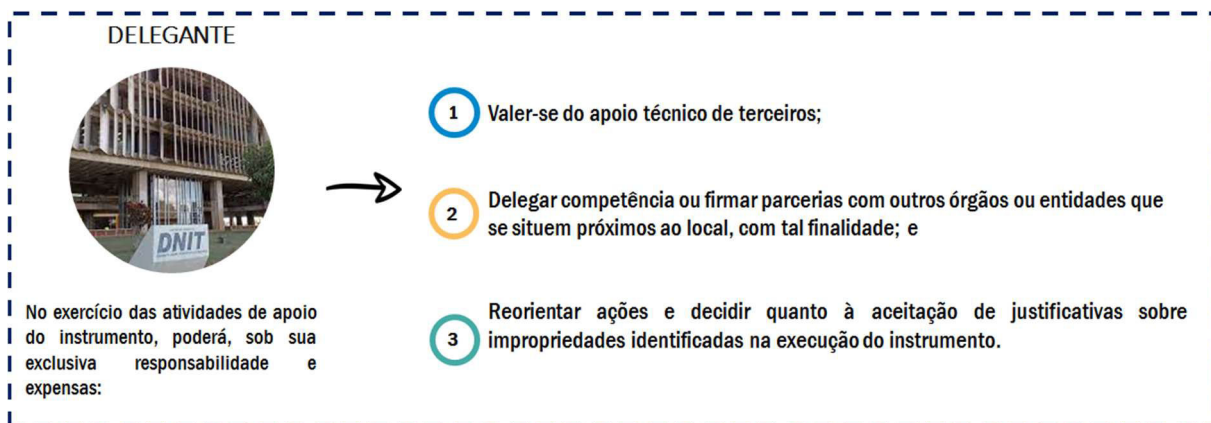 DELEGANTE
DNIT
No exercício das atividades de apoio
do instrumento, poderá, sob sua
exclusiva responsabilidade e
expensas:
1 Valer-se do apoio técnico de terceiros;
2 Delegar competência ou firmar parcerias com outros órgãos ou entidades que
se situem próximos ao local, com tal finalidade; e
3 Reorientar ações e decidir quanto à aceitação de justificativas sobre
impropriedades identificadas na execução do instrumento.